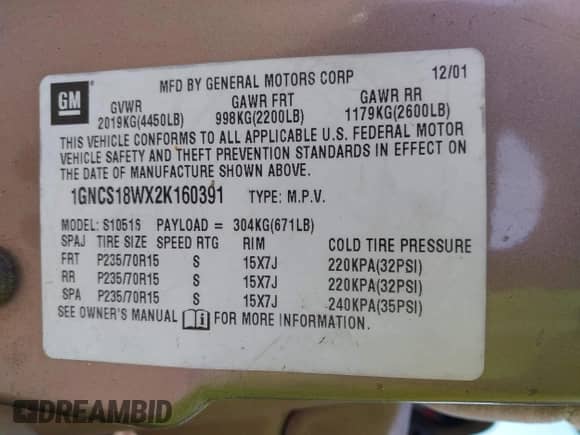 MFD BY GENERAL MOTORS CORP 12/01
GM
GVWR GAWR FRT GAWR RR
2019KG(4450LB) 998KG(2200LB) 1179KG(2600LB)
THIS VEHICLE CONFORMS TO ALL APPLICABLE U.S. FEDERAL MOTOR
VEHICLE SAFETY AND THEFT PREVENTION STANDARDS IN EFFECT ON
THE DATE OF MANUFACTURE SHOWN ABOVE.
1GNCS18WX2K160391 TYPE: M.P.V.
MODEL: S10516 PAYLOAD = 304KG(671LB)
SPAJ TIRE SIZE SPEED RTG RIM COLD TIRE PRESSURE
FRT P235/70R15 S 15X7J 220KPA(32PSI)
RR P235/70R15 S 15X7J 220KPA(32PSI)
SPA P235/70R15 S 15X7J 240KPA(35PSI)
SEE OWNER'S MANUAL FOR MORE INFORMATION.
DREAMBID